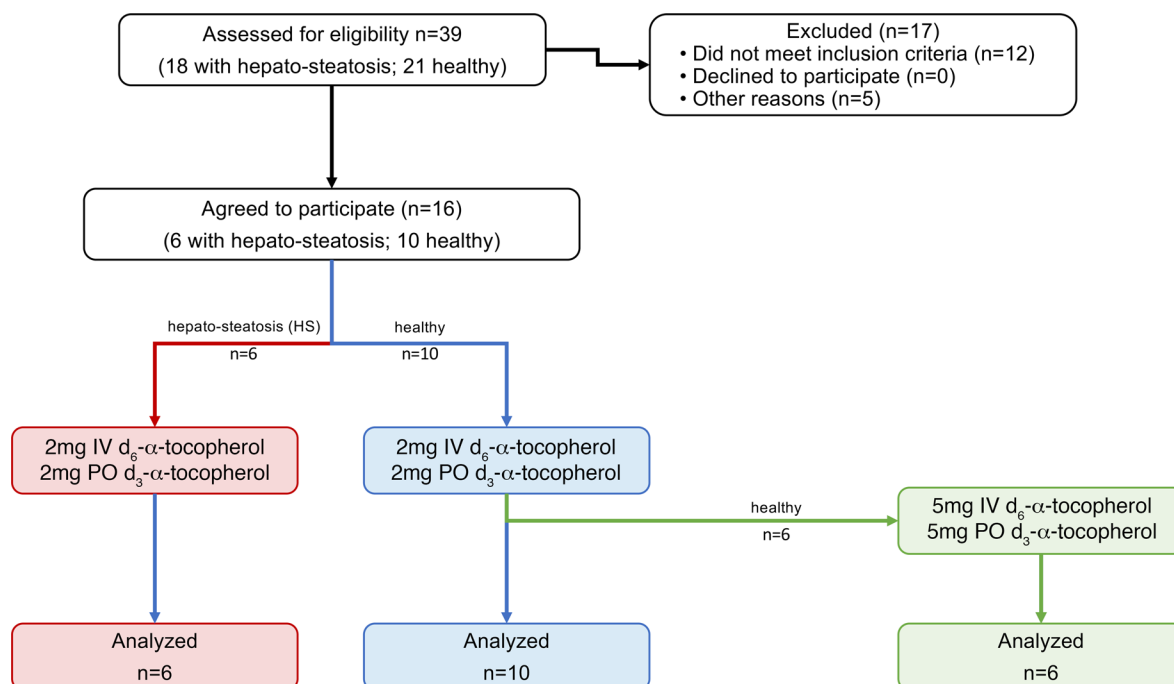 Assessed for eligibility n=39
(18 with hepato-steatosis; 21 healthy)
Excluded (n=17)
• Did not meet inclusion criteria (n=12)
• Declined to participate (n=0)
• Other reasons (n=5)
Agreed to participate (n=16)
(6 with hepato-steatosis; 10 healthy)
hepato-steatosis (HS)
n=6
healthy
n=10
2mg IV d₆-α-tocopherol
2mg PO d₃-α-tocopherol
2mg IV d₆-α-tocopherol
2mg PO d₃-α-tocopherol
healthy
n=6
5mg IV d₆-α-tocopherol
5mg PO d₃-α-tocopherol
Analyzed
n=6
Analyzed
n=10
Analyzed
n=6